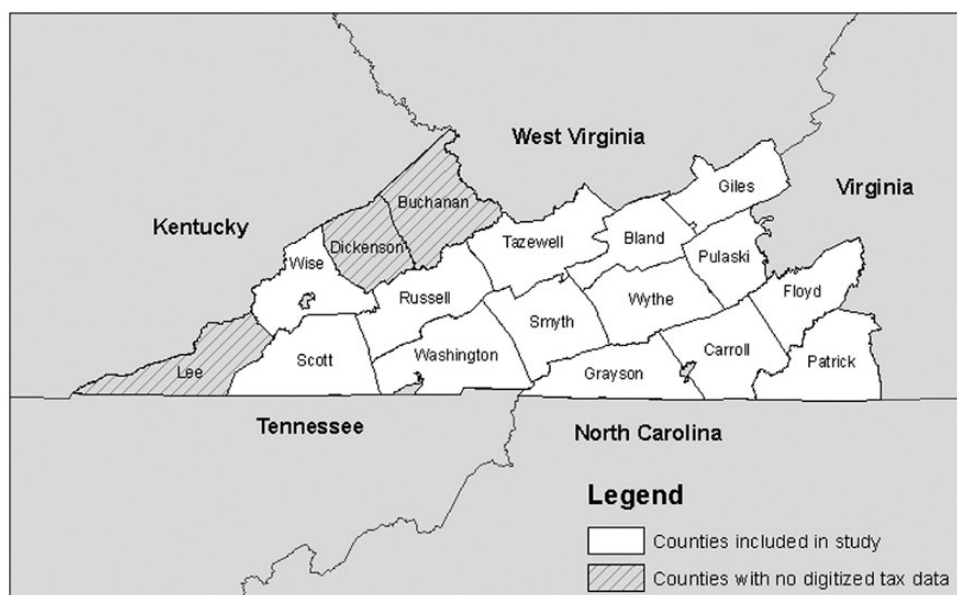 West Virginia
Giles
Virginia
Buchanan
Kentucky
Dickenson
Tazewell
Bland
Pulaski
Wise
Russell
Wythe
Floyd
Smyth
Washington
Carroll
Scott
Lee
Grayson
Patrick
Tennessee
North Carolina
Legend
Counties included in study
Counties with no digitized tax data